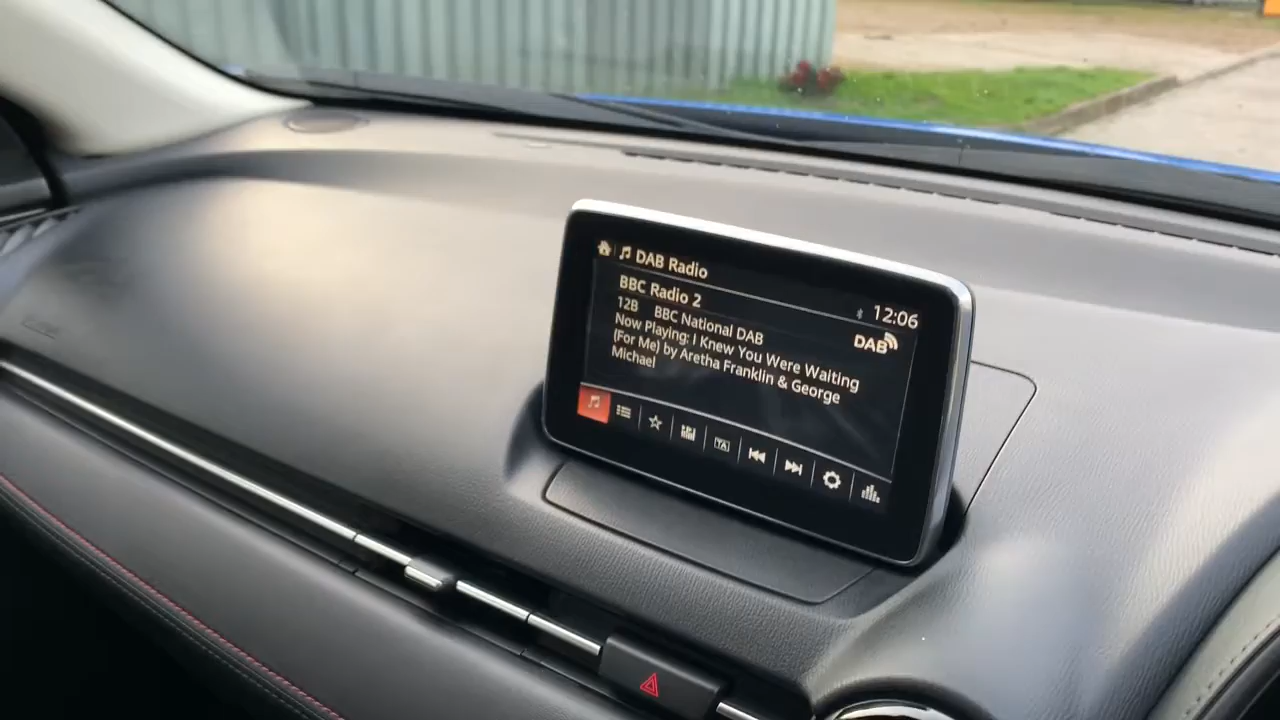 DAB Radio
12:06
BBC Radio 2
12B BBC National DAB
DAB
Now Playing: I Knew You Were Waiting
(For Me) by Aretha Franklin & George
Michael
TA